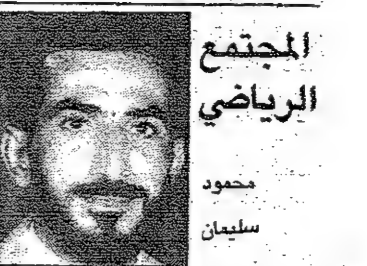 المجتمع
الرياضي
محمود
سليمان